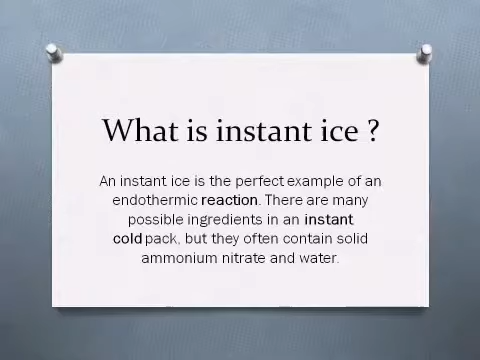 What is instant ice ?
An instant ice is the perfect example of an
endothermic reaction. There are many
possible ingredients in an instant
cold pack, but they often contain solid
ammonium nitrate and water.